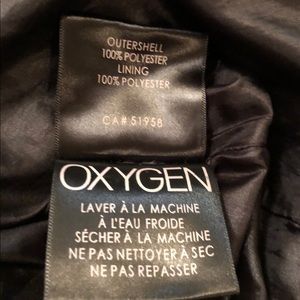 OUTERSHELL
100% POLYESTER
LINING
100% POLYESTER
CA# 51958
OXYGEN
LAVER À LA MACHINE
À L'EAU FROIDE
SÉCHER À LA MACHINE
NE PAS NETTOYER À SEC
NE PAS REPASSER